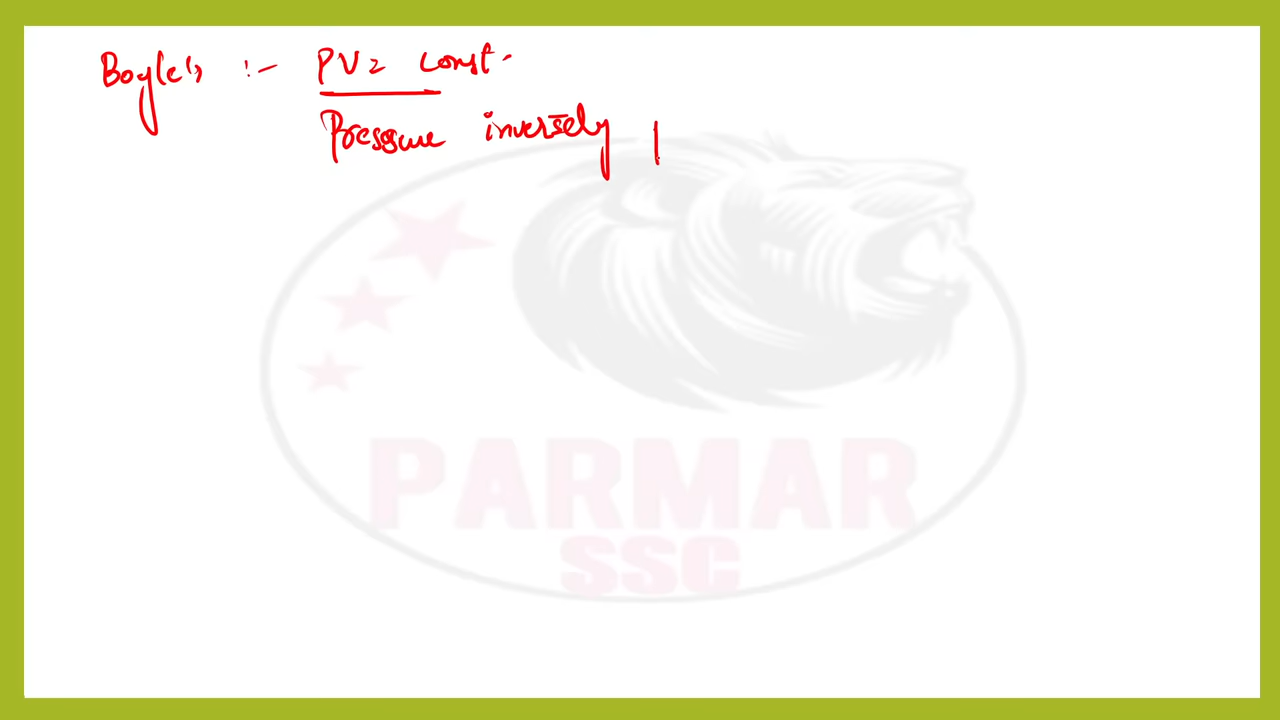 Boyle's :- PV = const.
Pressure inversely p
PARMAR
SSC